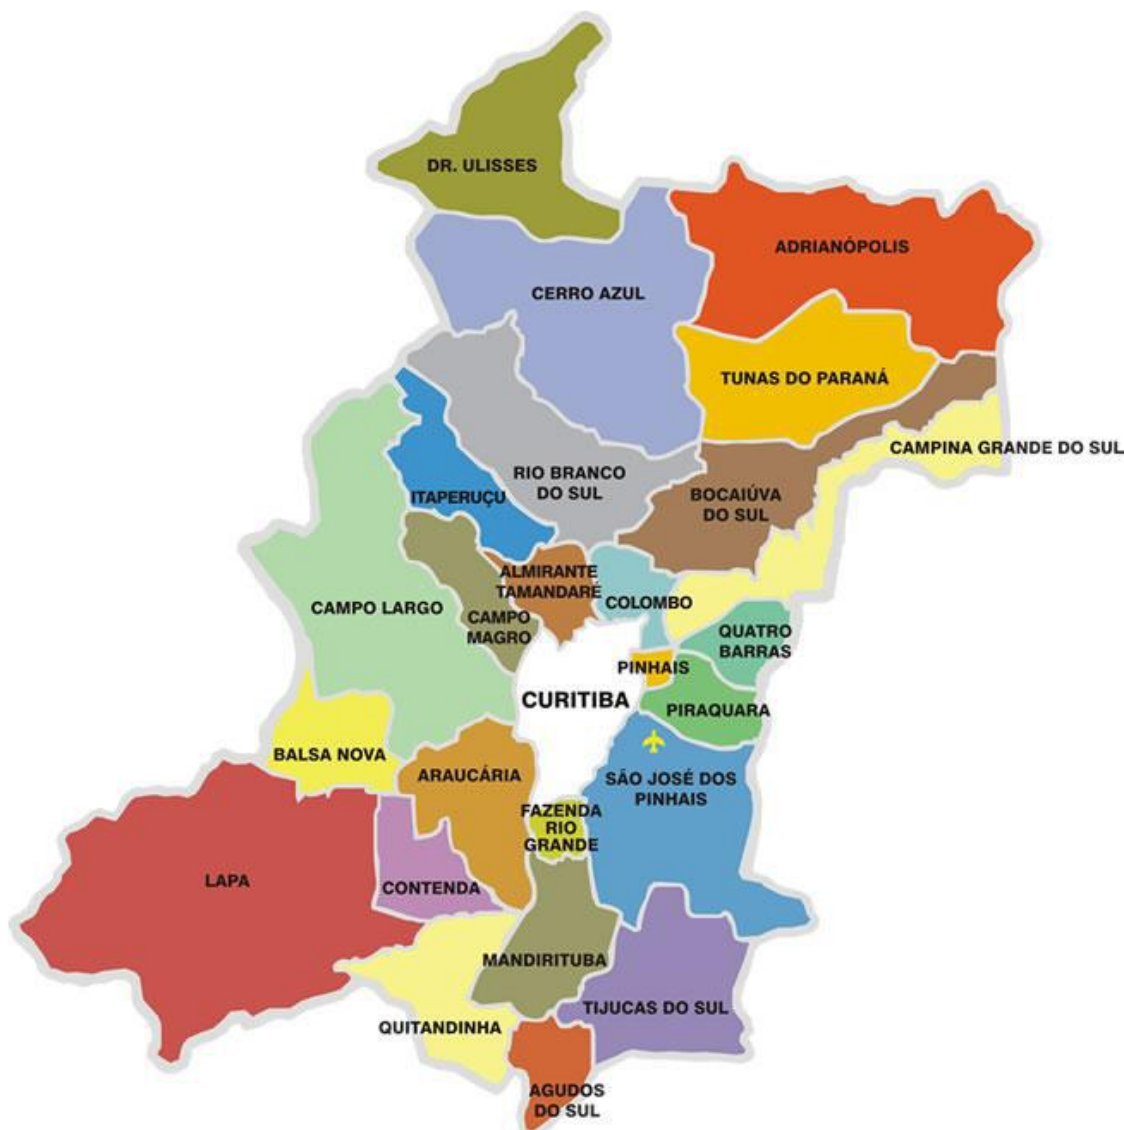 DR. ULISSES
ADRIANÓPOLIS
CERRO AZUL
TUNAS DO PARANÁ
CAMPINA GRANDE DO SUL
RIO BRANCO
DO SUL
ITAPERUÇU
BOCAIÚVA
DO SUL
ALMIRANTE
TAMANDARÉ
COLOMBO
CAMPO LARGO
CAMPO
MAGRO
QUATRO
BARRAS
PINHAIS
CURITIBA
PIRAQUARA
BALSA NOVA
ARAUCÁRIA
SÃO JOSÉ DOS
PINHAIS
FAZENDA
RIO
GRANDE
LAPA
CONTENDA
MANDIRITUBA
TIJUCAS DO SUL
QUITANDINHA
AGUDOS
DO SUL